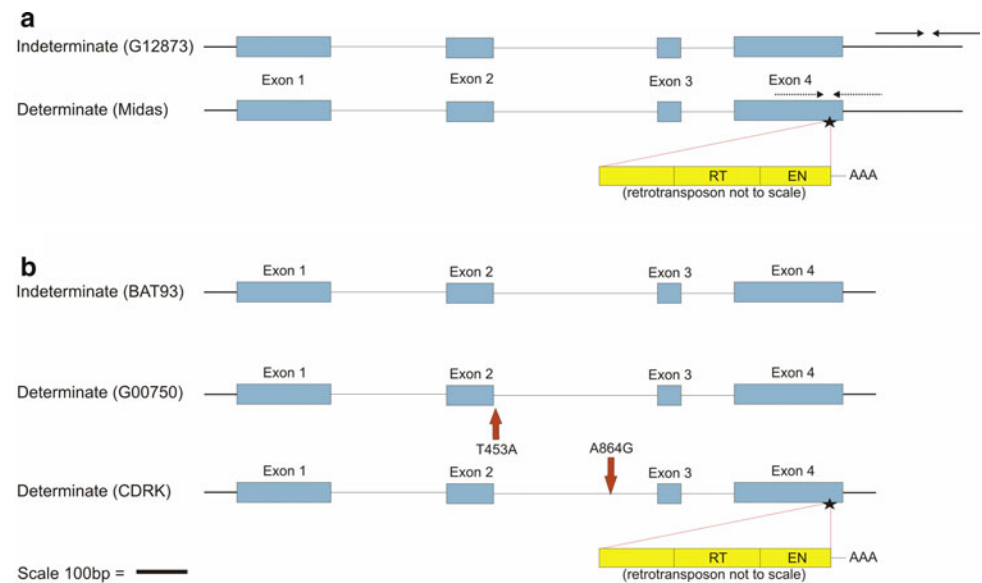 a
Indeterminate (G12873)
Exon 1 Exon 2 Exon 3 Exon 4
Determinate (Midas)
RT EN AAA
(retrotransposon not to scale)
b
Exon 1 Exon 2 Exon 3 Exon 4
Indeterminate (BAT93)
Exon 1 Exon 2 Exon 3 Exon 4
Determinate (G00750)
T453A A864G
Exon 1 Exon 2 Exon 3 Exon 4
Determinate (CDRK)
RT EN AAA
(retrotransposon not to scale)
Scale 100bp =